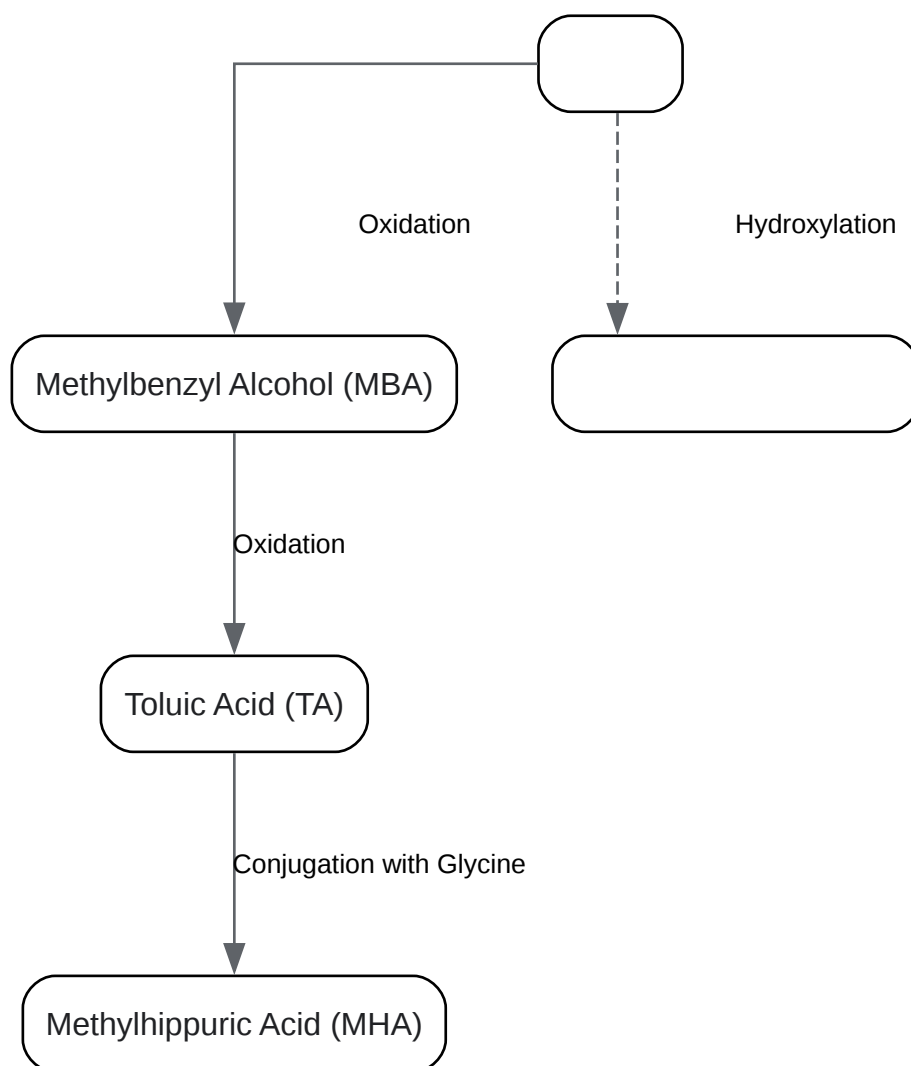 Oxidation
Hydroxylation
Methylbenzyl Alcohol (MBA)
Oxidation
Toluic Acid (TA)
Conjugation with Glycine
Methylhippuric Acid (MHA)